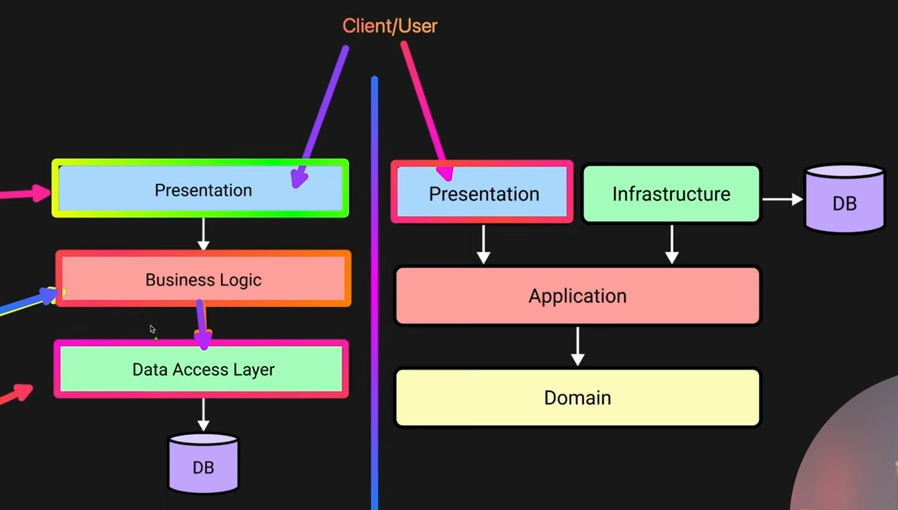 Client/User
Presentation
Business Logic
Data Access Layer
DB
Presentation
Infrastructure
DB
Application
Domain